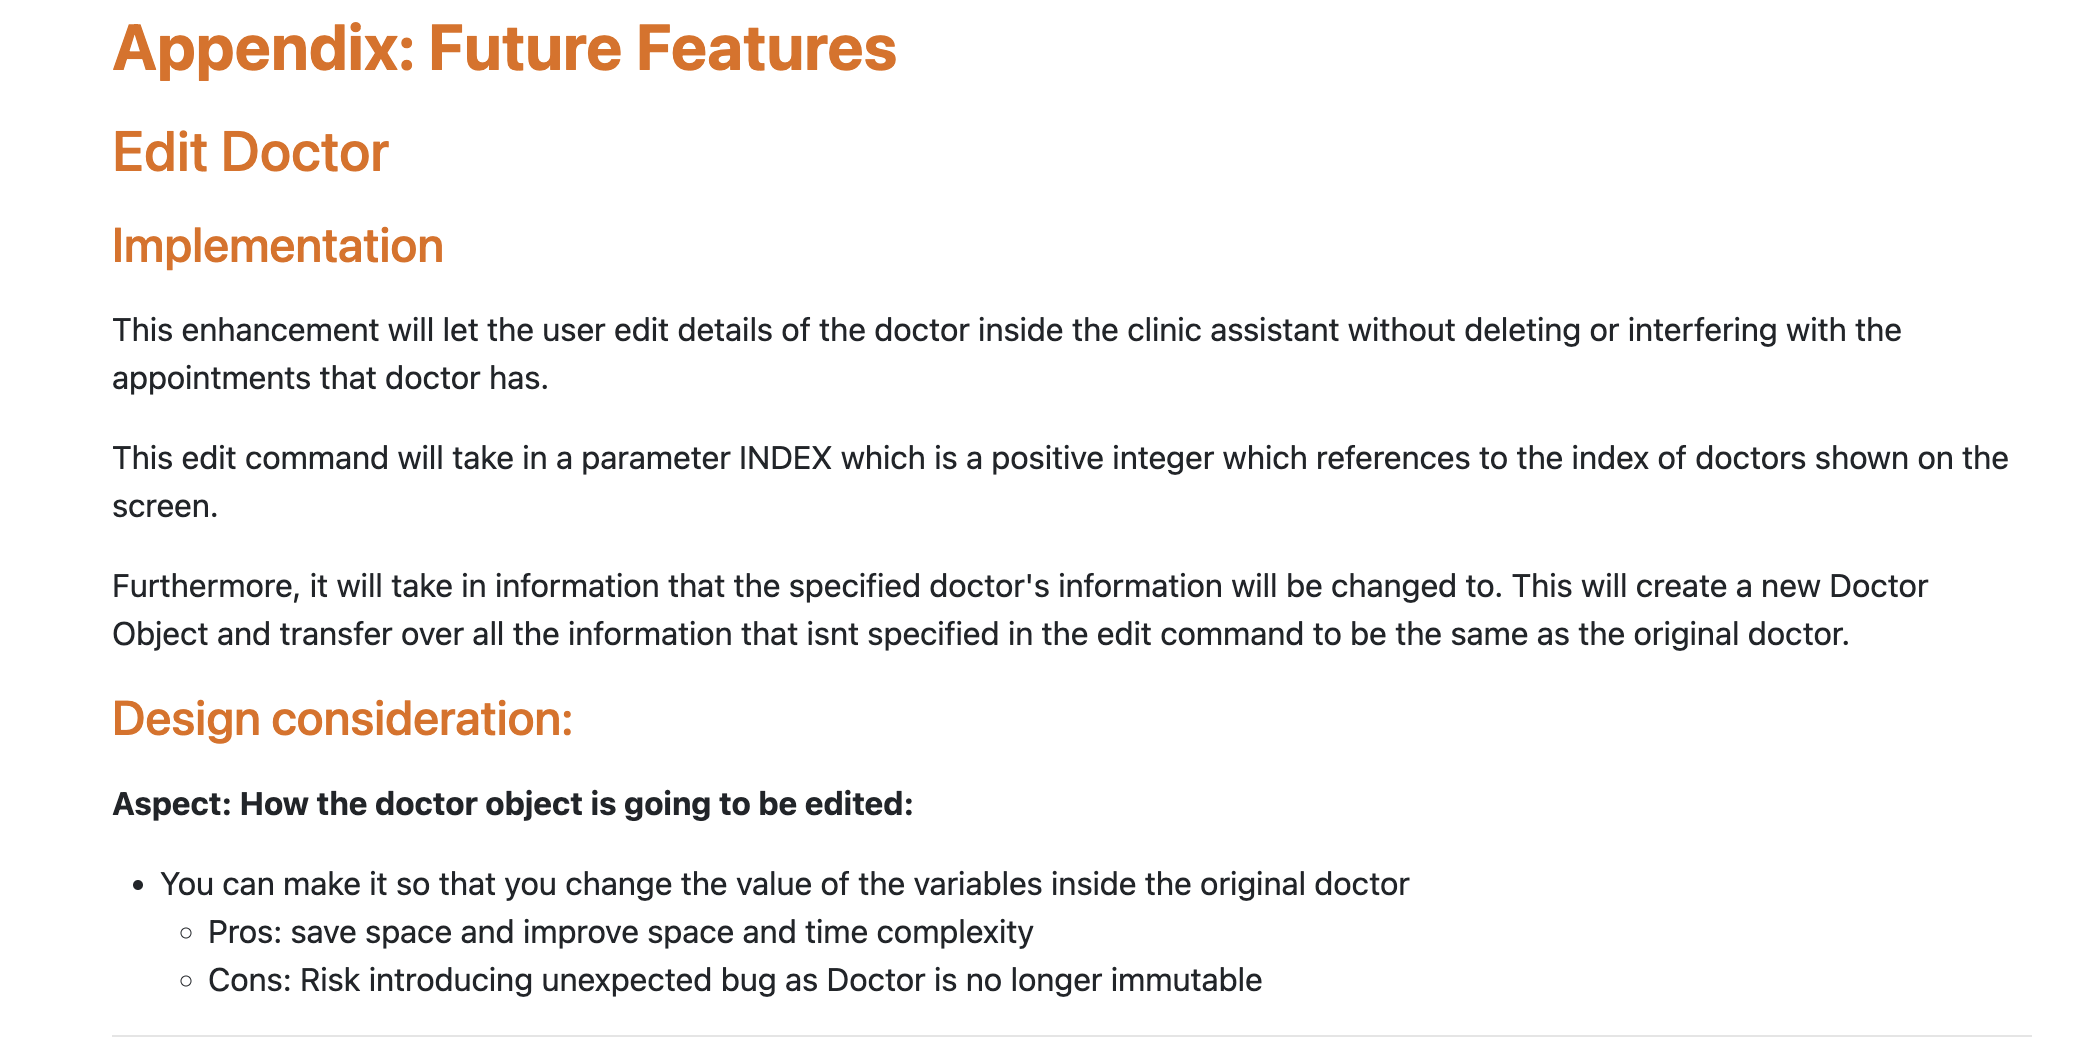 Appendix: Future Features
Edit Doctor
Implementation
This enhancement will let the user edit details of the doctor inside the clinic assistant without deleting or interfering with the
appointments that doctor has.
This edit command will take in a parameter INDEX which is a positive integer which references to the index of doctors shown on the
screen.
Furthermore, it will take in information that the specified doctor's information will be changed to. This will create a new Doctor
Object and transfer over all the information that isnt specified in the edit command to be the same as the original doctor.
Design consideration:
Aspect: How the doctor object is going to be edited:
• You can make it so that you change the value of the variables inside the original doctor
◦ Pros: save space and improve space and time complexity
◦ Cons: Risk introducing unexpected bug as Doctor is no longer immutable